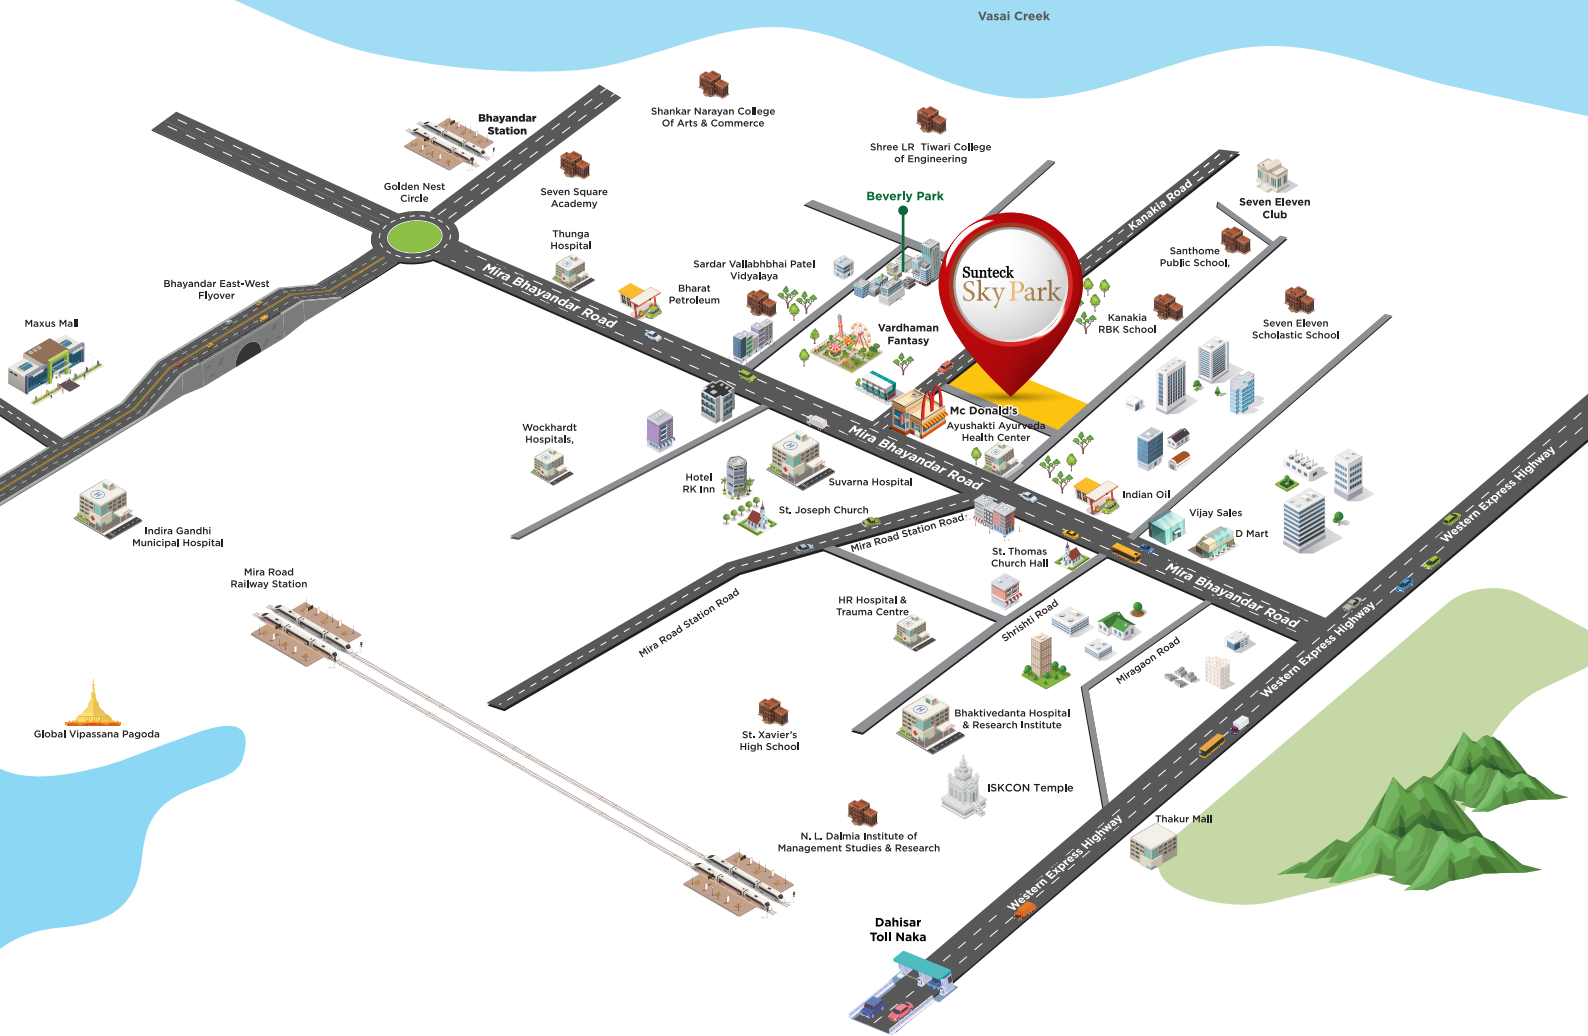 Vasai Creek
Shankar Narayan College
Of Arts & Commerce
Bhayandar
Station
Shree LR Tiwari College
of Engineering
Golden Nest
Circle
Seven Square
Academy
Beverly Park
Kanakia Road
Seven Eleven
Club
Thunga
Hospital
Santhome
Public School,
Sardar Vallabhbhai Patel
Vidyalaya
Mira Bhayandar Road
Sunteck
Sky Park
Bhayandar East-West
Flyover
Bharat
Petroleum
Maxus Mall
Vardhaman
Fantasy
Kanakia
RBK School
Seven Eleven
Scholastic School
Mc Donald's
Ayushakti Ayurveda
Health Center
Wockhardt
Hospitals,
Mira Bhayandar Road
Hotel
RK Inn
Suvarna Hospital
Indian Oil
St. Joseph Church
Vijay Sales
D Mart
Western Express Highway
Indira Gandhi
Municipal Hospital
Mira Road Station Road
St. Thomas
Church Hall
Mira Road
Railway Station
Mira Bhayandar Road
HR Hospital &
Trauma Centre
Shrishti Road
Mira Road Station Road
Miragaon Road
Western Express Highway
Global Vipassana Pagoda
St. Xavier's
High School
Bhaktivedanta Hospital
& Research Institute
ISKCON Temple
Thakur Mall
N. L. Dalmia Institute of
Management Studies & Research
Western Express Highway
Dahisar
Toll Naka